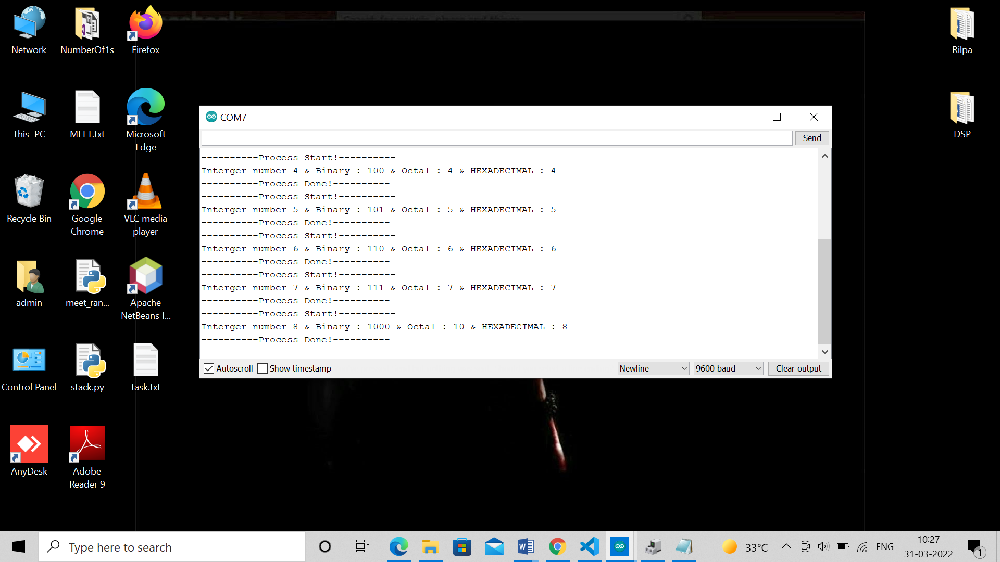 Network
NumberOf1s
Firefox
Rilpa
This PC
MEET.txt
Microsoft
Edge
DSP
Recycle Bin
Google
Chrome
VLC media
player
admin
meet_ran...
Apache
NetBeans I...
Control Panel
stack.py
task.txt
AnyDesk
Adobe
Reader 9
COM7
Send
----------Process Start!----------
Interger number 4 & Binary : 100 & Octal : 4 & HEXADECIMAL : 4
----------Process Done!----------
----------Process Start!----------
Interger number 5 & Binary : 101 & Octal : 5 & HEXADECIMAL : 5
----------Process Done!----------
----------Process Start!----------
Interger number 6 & Binary : 110 & Octal : 6 & HEXADECIMAL : 6
----------Process Done!----------
----------Process Start!----------
Interger number 7 & Binary : 111 & Octal : 7 & HEXADECIMAL : 7
----------Process Done!----------
----------Process Start!----------
Interger number 8 & Binary : 1000 & Octal : 10 & HEXADECIMAL : 8
----------Process Done!----------
Autoscroll Show timestamp Newline 9600 baud Clear output
Type here to search
33°C
ENG
10:27
31-03-2022
1